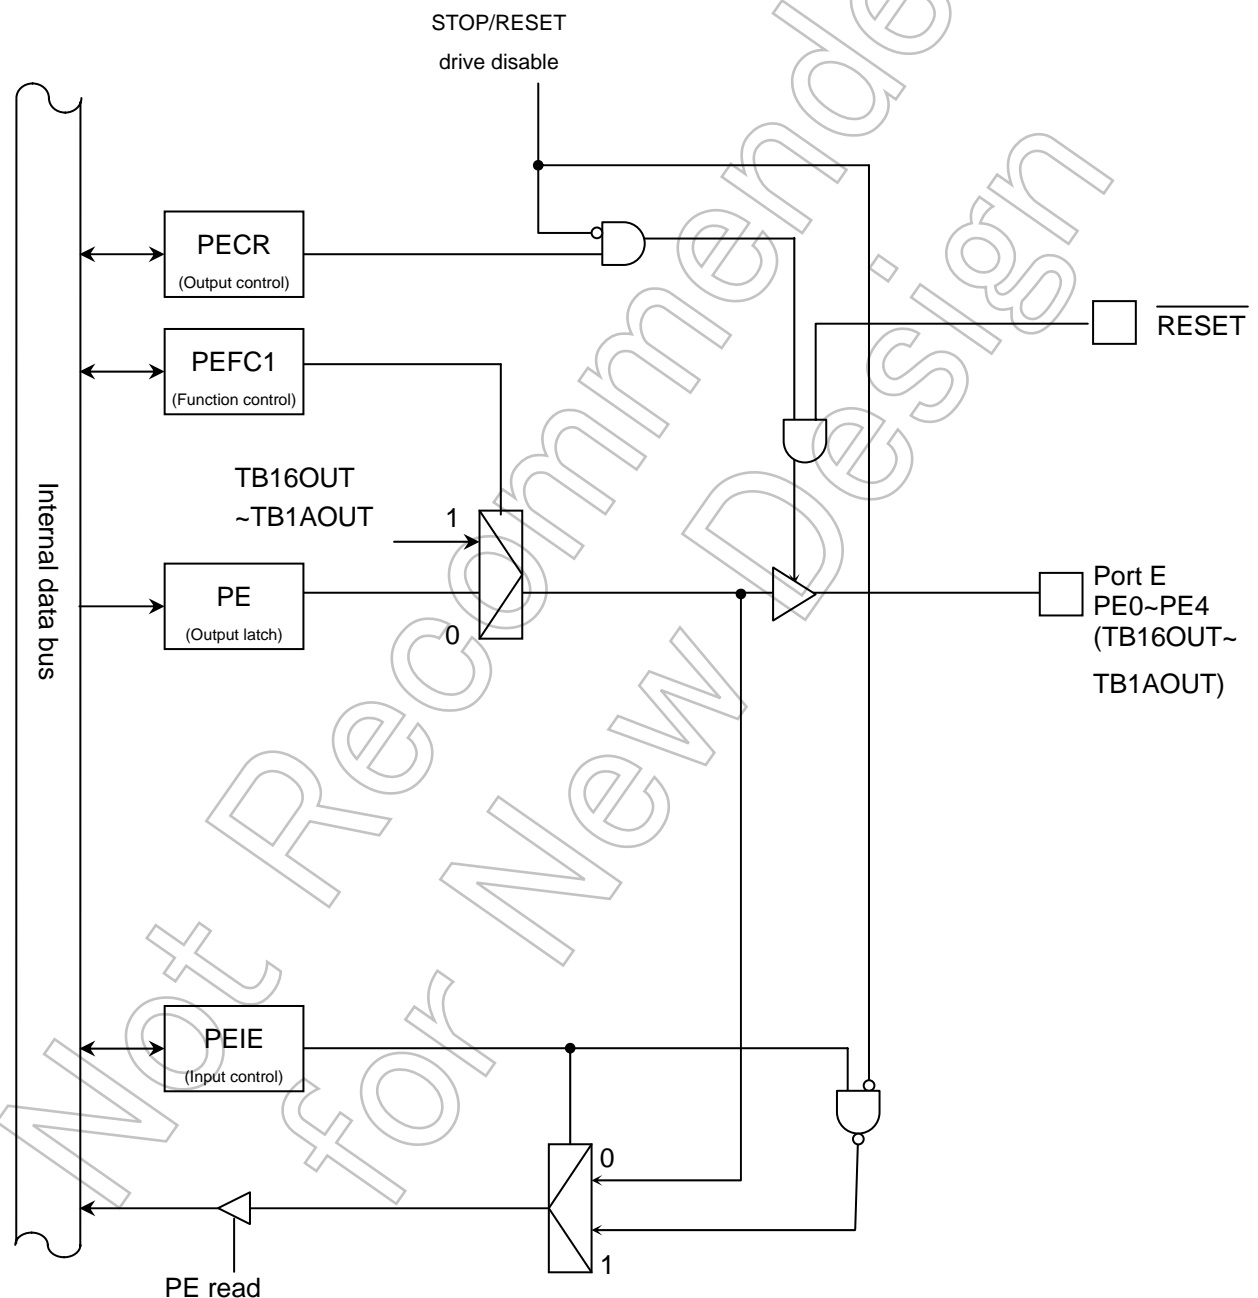 STOP/RESET
drive disable
PECR
(Output control)
RESET
PEFC1
(Function control)
TB16OUT
~TB1AOUT
1
Internal data bus
PE
(Output latch)
0
Port E
PE0~PE4
(TB16OUT~
TB1AOUT)
PEIE
(Input control)
0
1
PE read
Not Recommende
for New Design